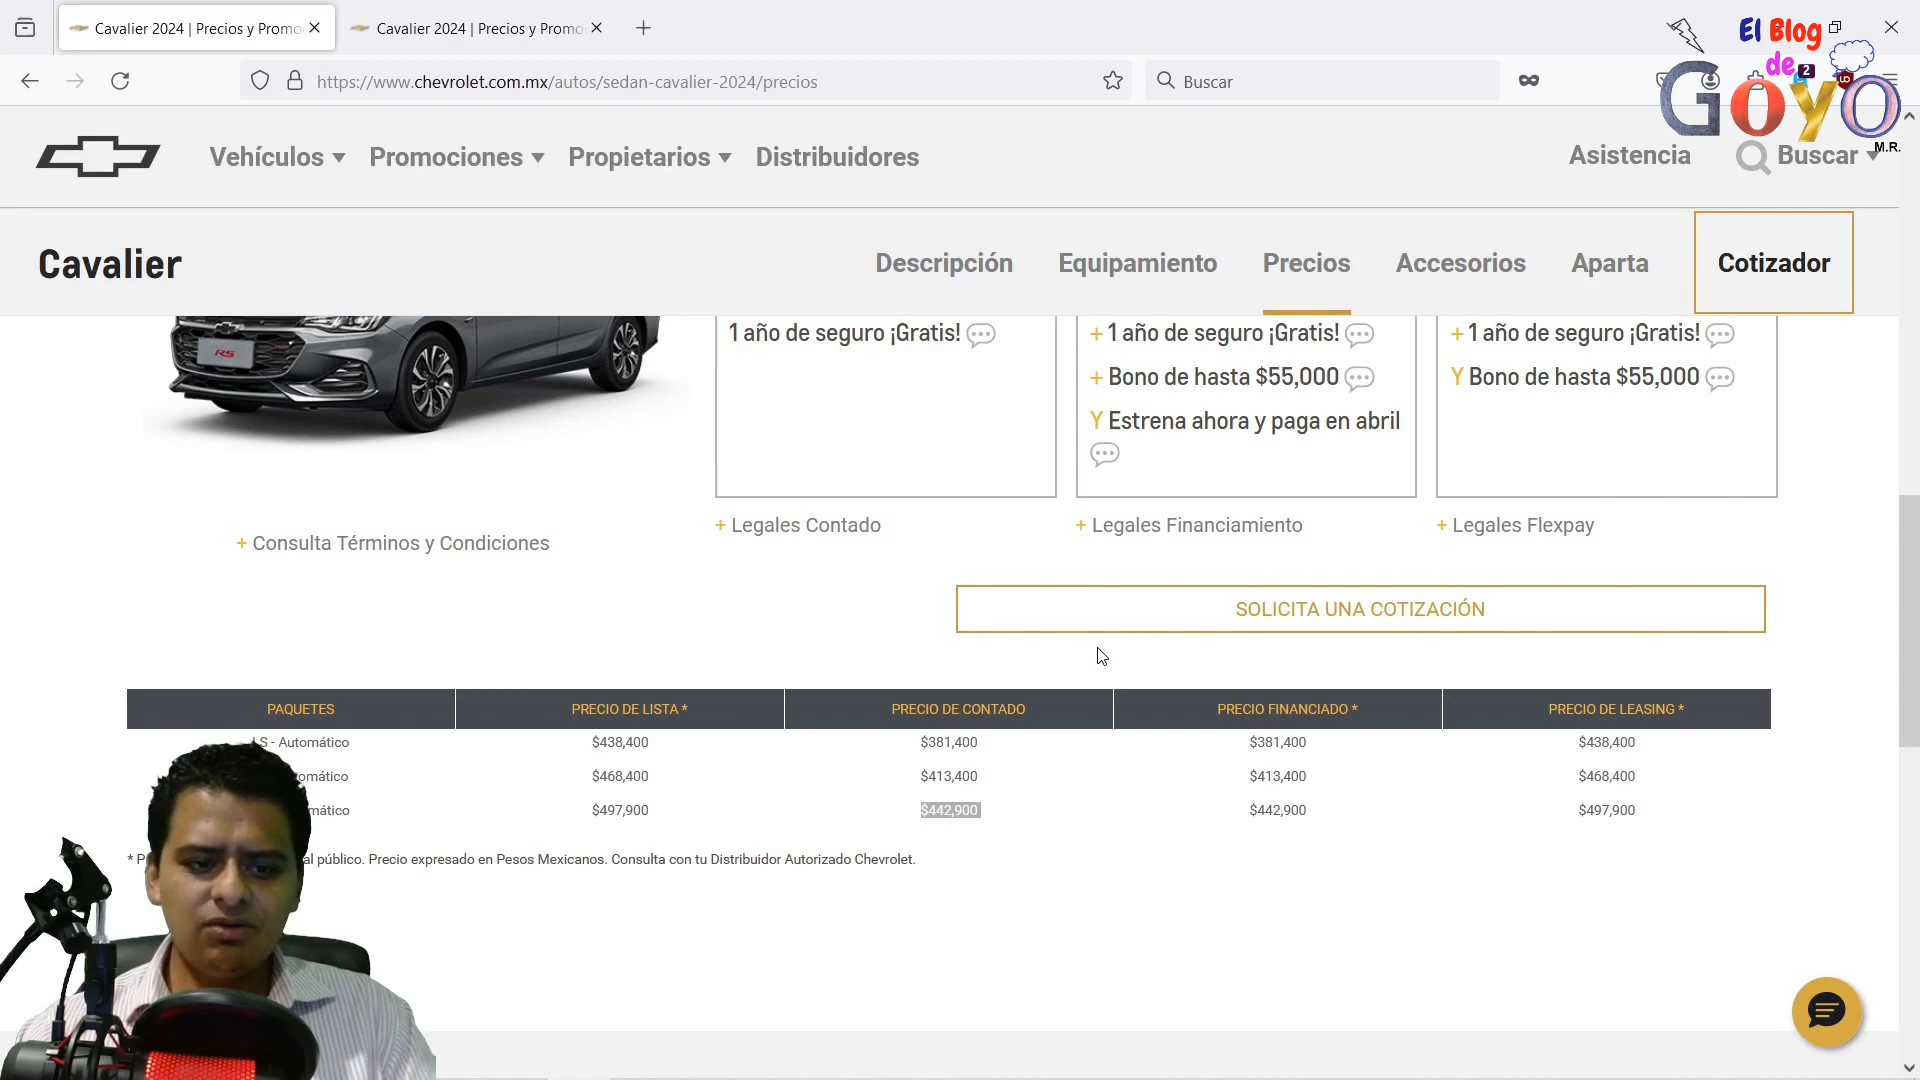 Cavalier 2024 | Precios y Promo
Cavalier 2024 | Precios y Promo
El Blog
de 2
Goyo
M.R.
https://www.chevrolet.com.mx/autos/sedan-cavalier-2024/precios
Buscar
Vehículos
Promociones
Propietarios
Distribuidores
Asistencia
Buscar
Cavalier
Descripción
Equipamiento
Precios
Accesorios
Aparta
Cotizador
RS
1 año de seguro ¡Gratis!
+ 1 año de seguro ¡Gratis!
+ Bono de hasta $55,000
Y Estrena ahora y paga en abril
+ 1 año de seguro ¡Gratis!
Y Bono de hasta $55,000
+ Consulta Términos y Condiciones
+ Legales Contado
+ Legales Financiamiento
+ Legales Flexpay
SOLICITA UNA COTIZACIÓN
PAQUETES PRECIO DE LISTA * PRECIO DE CONTADO PRECIO FINANCIADO * PRECIO DE LEASING *
LS - Automático $438,400 $381,400 $381,400 $438,400
omático $468,400 $413,400 $413,400 $468,400
mático $497,900 $442,900 $442,900 $497,900
* P al público. Precio expresado en Pesos Mexicanos. Consulta con tu Distribuidor Autorizado Chevrolet.